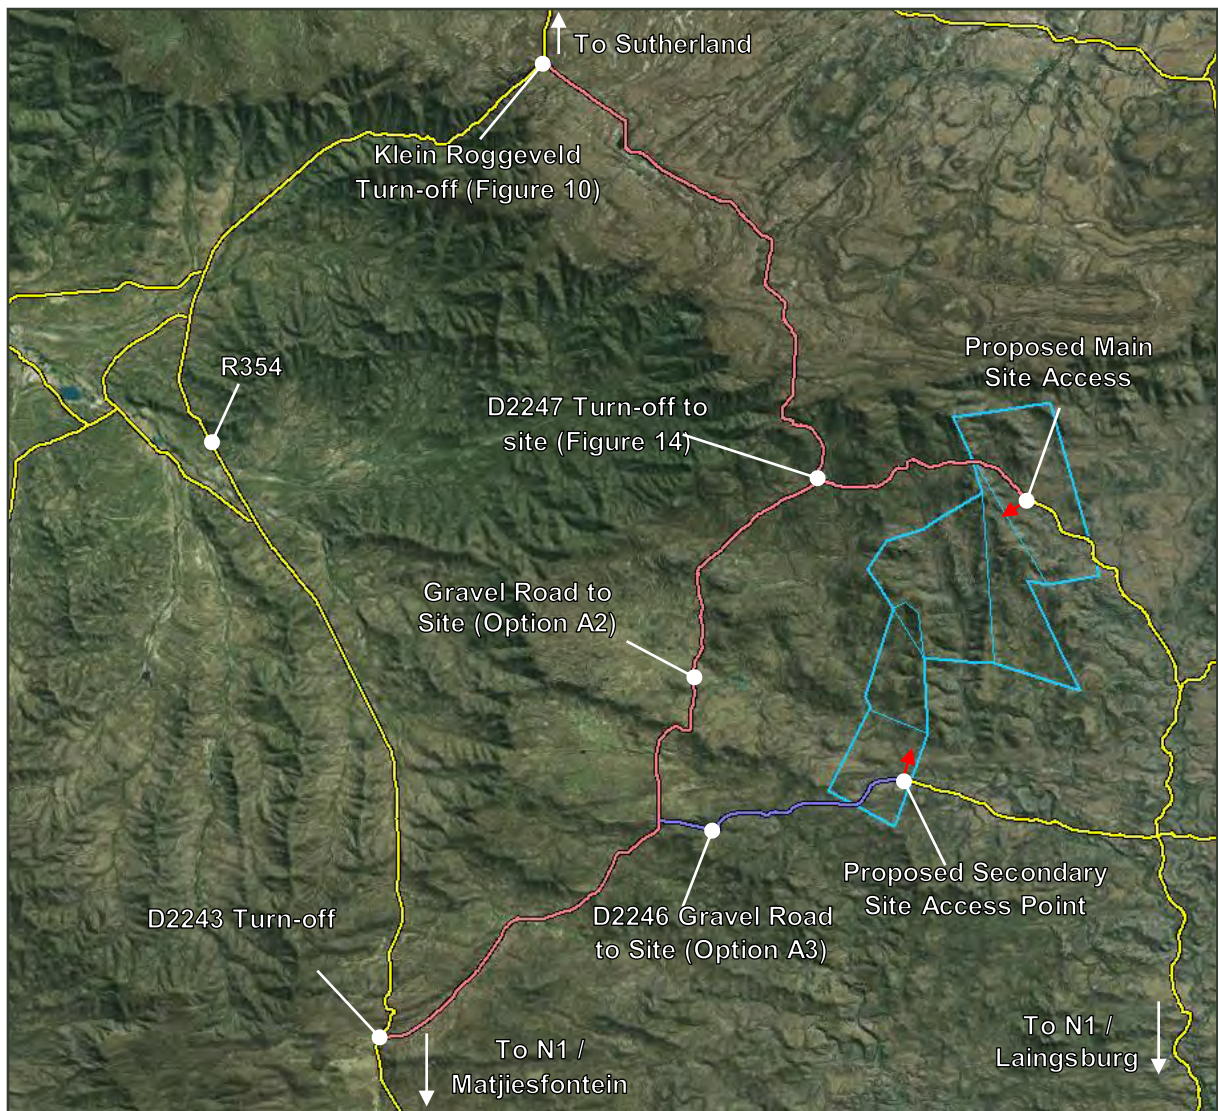 To Sutherland
Klein Roggeveld
Turn-off (Figure 10)
Proposed Main
Site Access
R354
D2247 Turn-off to
site (Figure 14)
Gravel Road to
Site (Option A2)
Proposed Secondary
Site Access Point
D2243 Turn-off
D2246 Gravel Road
to Site (Option A3)
To N1 /
Laingsburg
To N1 /
Matjiesfontein